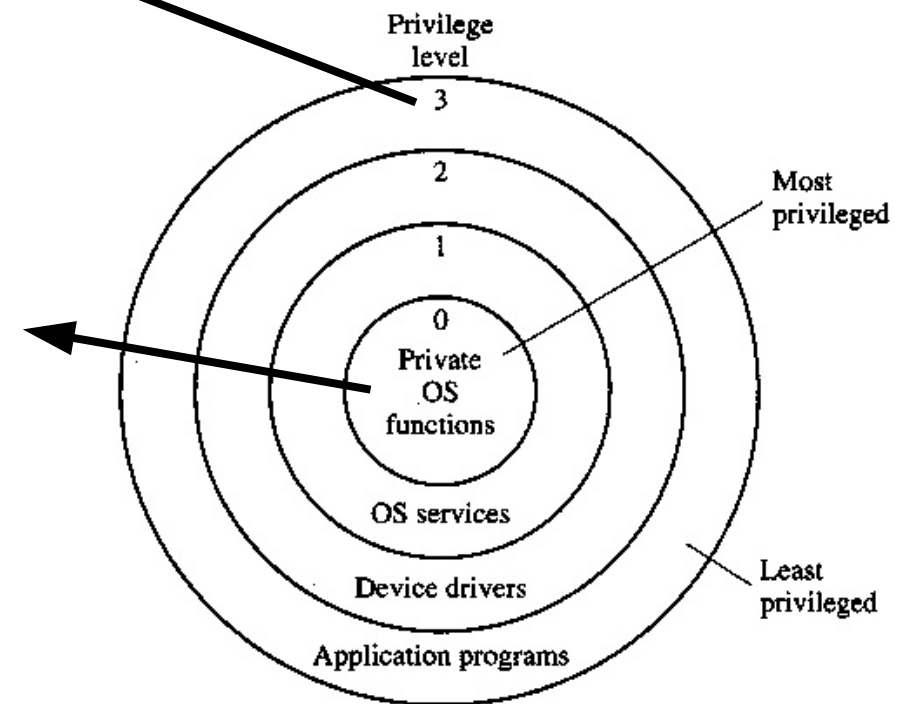 Privilege
level
3
2
Most
privileged
1
0
Private
OS
functions
OS services
Least
privileged
Device drivers
Application programs